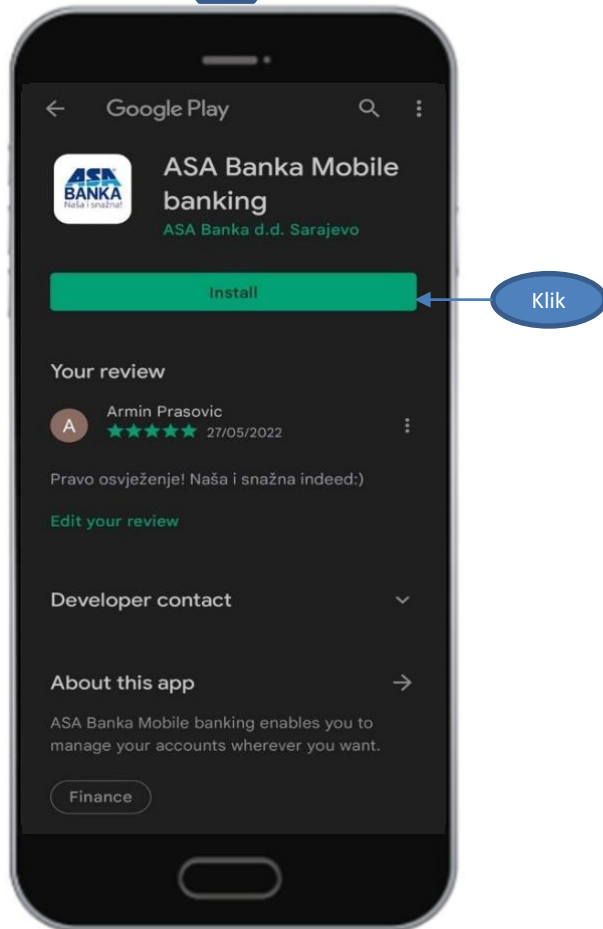 Google Play
ASA
BANKA
Naša i snažna!
ASA Banka Mobile
banking
ASA Banka d.d. Sarajevo
Install
Klik
Your review
A
Armin Prasovic
27/05/2022
Pravo osvježenje! Naša i snažna indeed:)
Edit your review
Developer contact
About this app
ASA Banka Mobile banking enables you to
manage your accounts wherever you want.
Finance